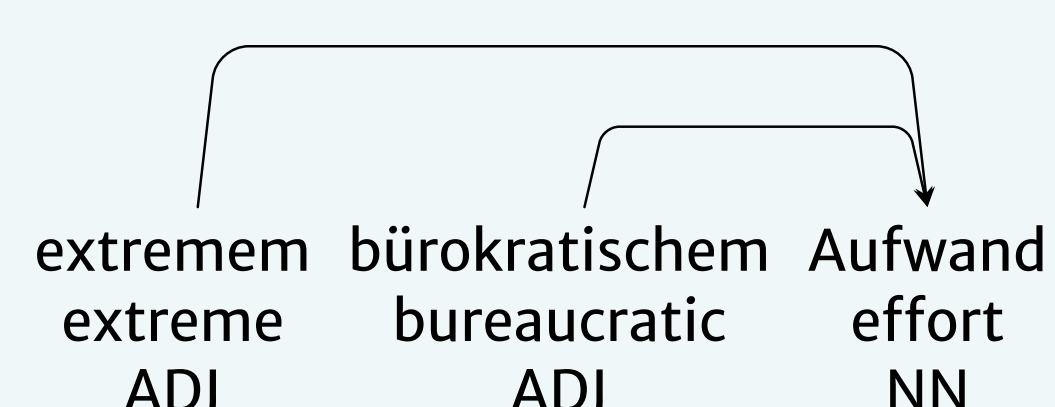 extremem bürokratischem Aufwand
extreme bureaucratic effort
ADJ ADJ NN